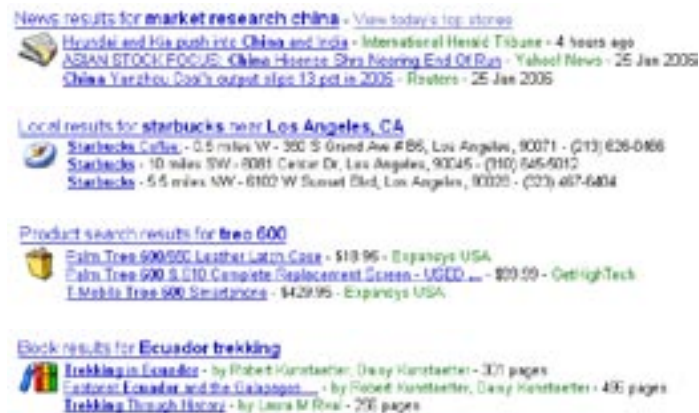 News results for market research china - View today's top stories
Hyundai and Kia push into China and India - International Herald Tribune - 4 hours ago
ASIAN STOCK FOCUS: China Hisense Shrs Nearing End Of Run - Yahoo! News - 25 Jan 2006
China Yanzhou Coal's output slips 13 pct in 2005 - Reuters - 25 Jan 2006
Local results for starbucks near Los Angeles, CA
Starbucks Coffee - 0.5 miles W - 350 S Grand Ave # B6, Los Angeles, 90071 - (213)
Starbucks - 10 miles SW - Center Dr, Los Angeles, 90045 - (310)
Starbucks - 5.5 miles NW - 6102 W Sunset Blvd, Los Angeles, 90028 - (323) 467-6404
Product search results for treo 600
Palm Treo 600/650 Leather Latch Case - $18.95 - Expansys USA
Palm Treo 600 & Complete Replacement Screen - USED ... - $99.99 - GetHighTech
T-Mobile Treo 600 Smartphone - $429.95 - Expansys USA
Book results for Ecuador trekking
Trekking in Ecuador - by Robert Kunstaetter, Daisy Kunstaetter - 301 pages
Ecuador and the Galapagos ... - by Robert Kunstaetter, Daisy Kunstaetter - 496 pages
Trekking Through History - by Laura M Rival - 296 pages